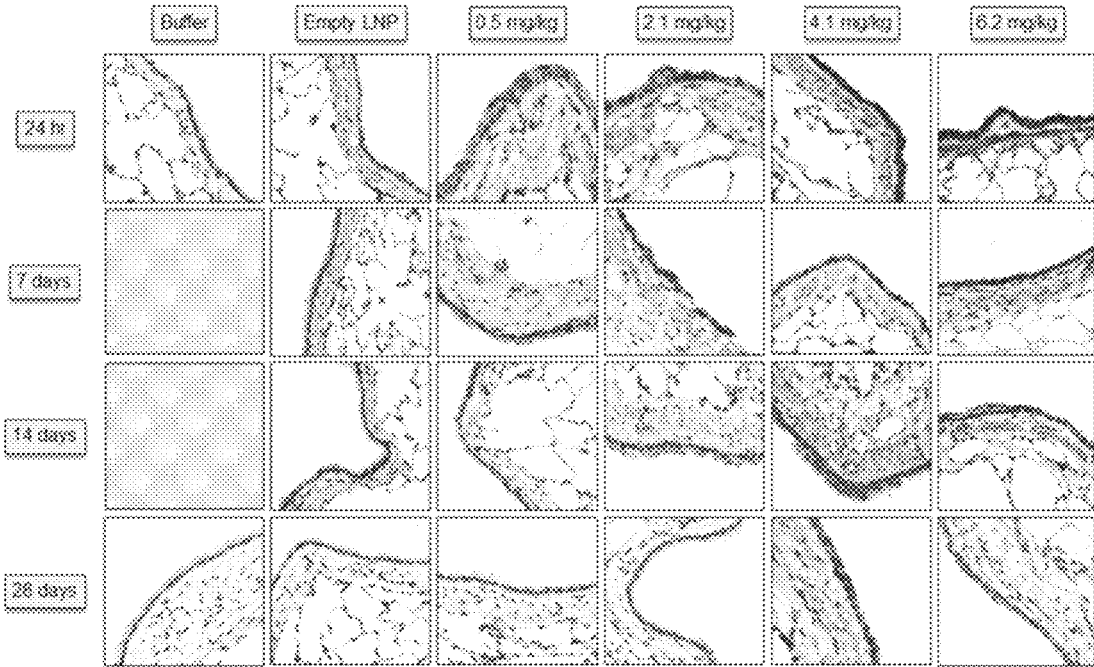 Buffer Empty LNP 0.5 mg/kg 2.1 mg/kg 4.1 mg/kg 6.2 mg/kg
24 hr
7 days
14 days
28 days